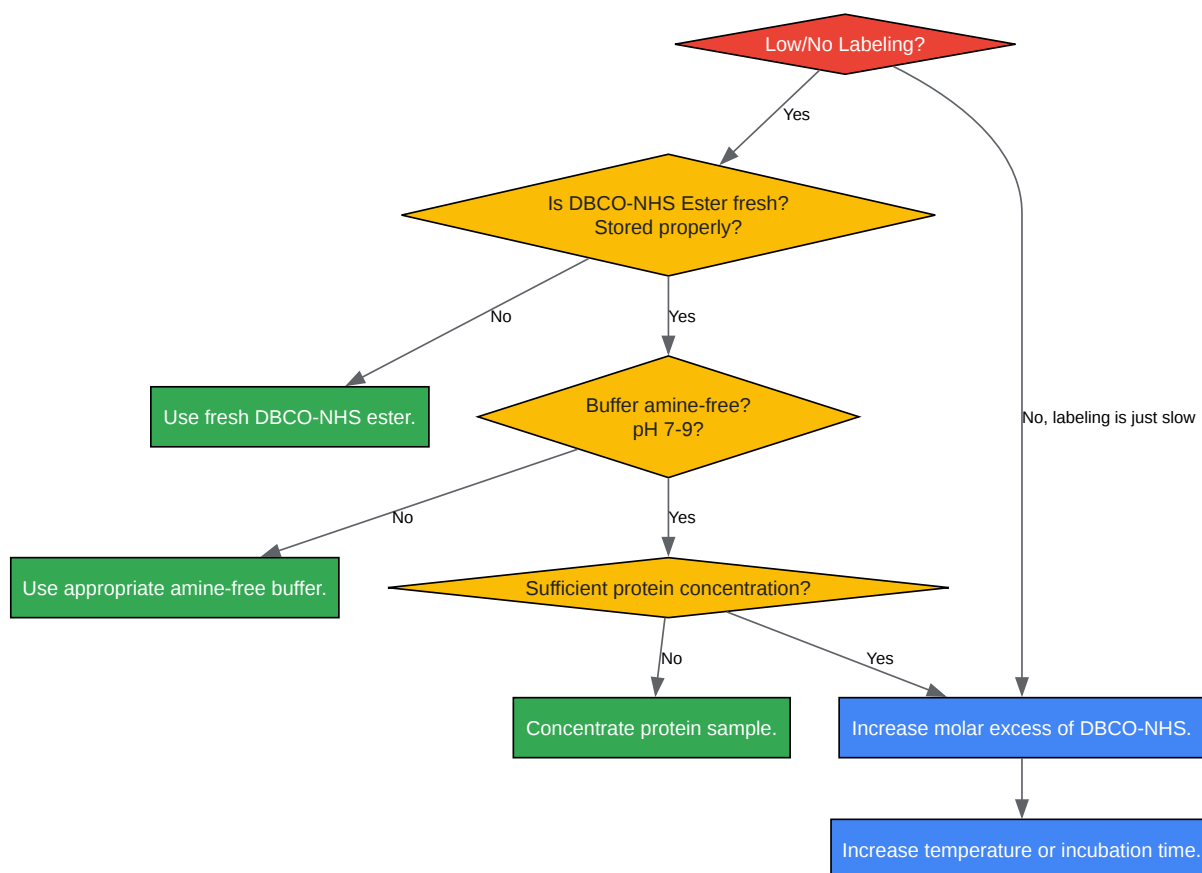 Low/No Labeling?
Yes
Is DBCO-NHS Ester fresh?
Stored properly?
No
Yes
Use fresh DBCO-NHS ester.
Buffer amine-free?
pH 7-9?
No, labeling is just slow
No
Yes
Use appropriate amine-free buffer.
Sufficient protein concentration?
No
Yes
Concentrate protein sample.
Increase molar excess of DBCO-NHS.
Increase temperature or incubation time.